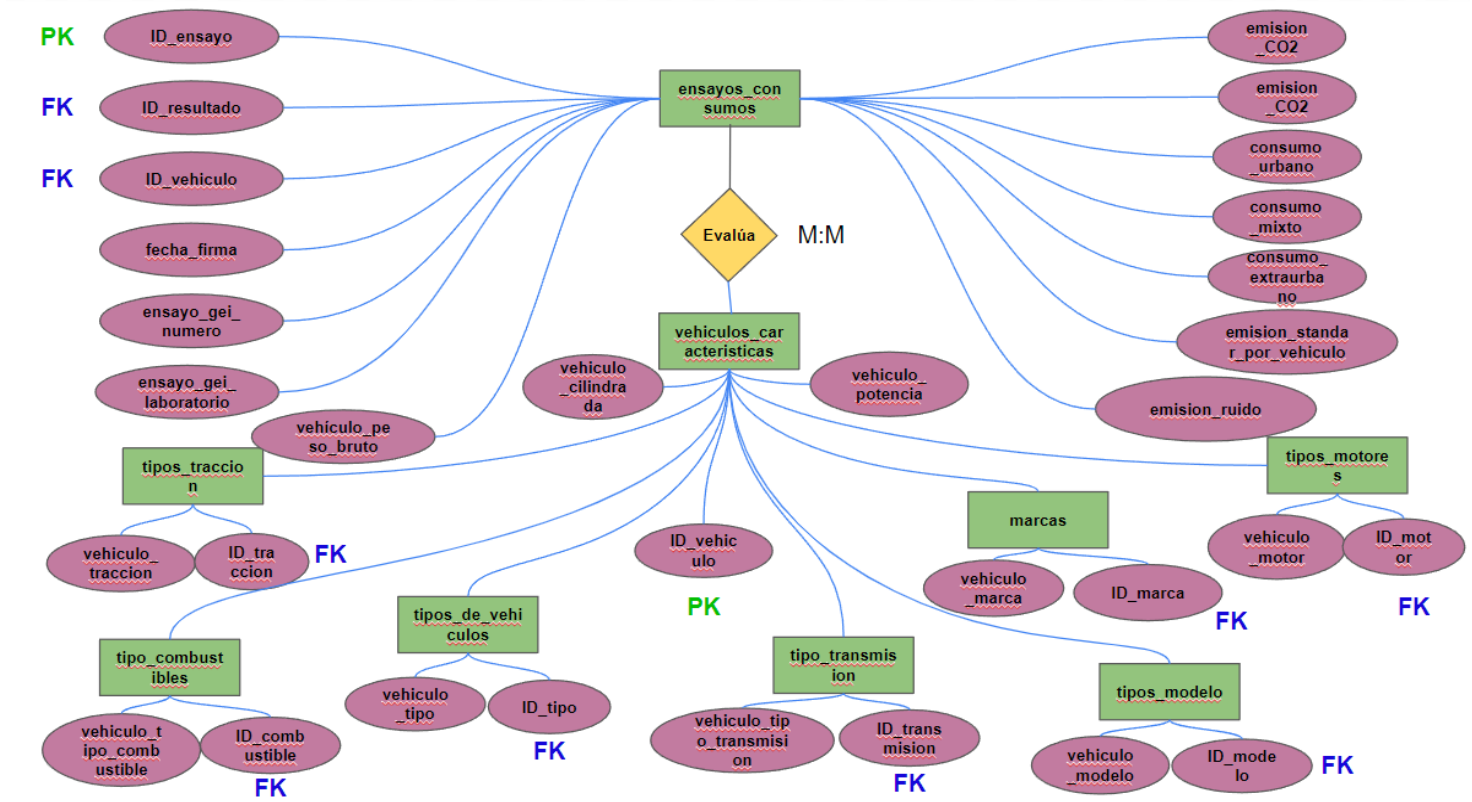 PK
ID_ensayo
FK
ID_resultado
FK
ID_vehiculo
fecha_firma
ensayo_gei_
numero
ensayo_gei_
laboratorio
vehículo_pe
so_bruto
ensayos_con
sumos
Evalúa
M:M
vehiculos_car
acteristicas
emision
_CO2
emision
_CO2
consumo
_urbano
consumo
_mixto
consumo_
extraurba
no
emision_standa
r_por_vehiculo
emision_ruido
vehiculo
_cilindra
da
vehiculo_
potencia
tipos_traccio
n
vehiculo_
traccion
ID_tra
ccion
FK
tipo_combust
ibles
vehiculo_t
ipo_comb
ustible
ID_comb
ustible
FK
tipos_de_vehi
culos
vehiculo
_tipo
ID_tipo
FK
ID_vehic
ulo
PK
tipo_transmis
ion
vehiculo_tip
o_transmisi
on
ID_trans
mision
FK
marcas
vehiculo
_marca
ID_marca
FK
tipos_modelo
vehiculo
_modelo
ID_mode
lo
FK
tipos_motore
s
vehiculo
_motor
ID_mot
or
FK